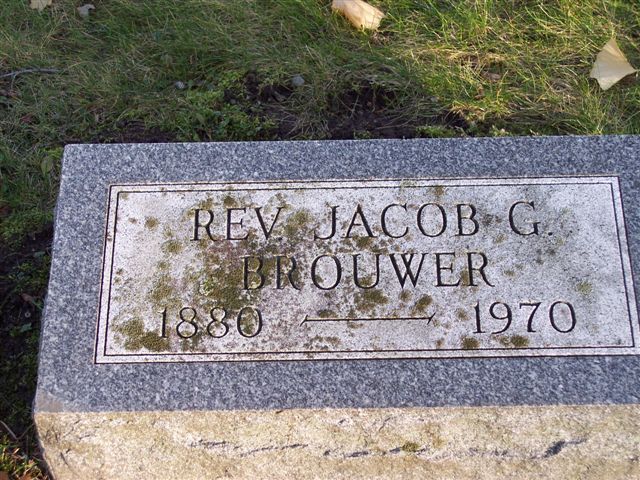 REV. JACOB G.
BROUWER
1880 — 1970